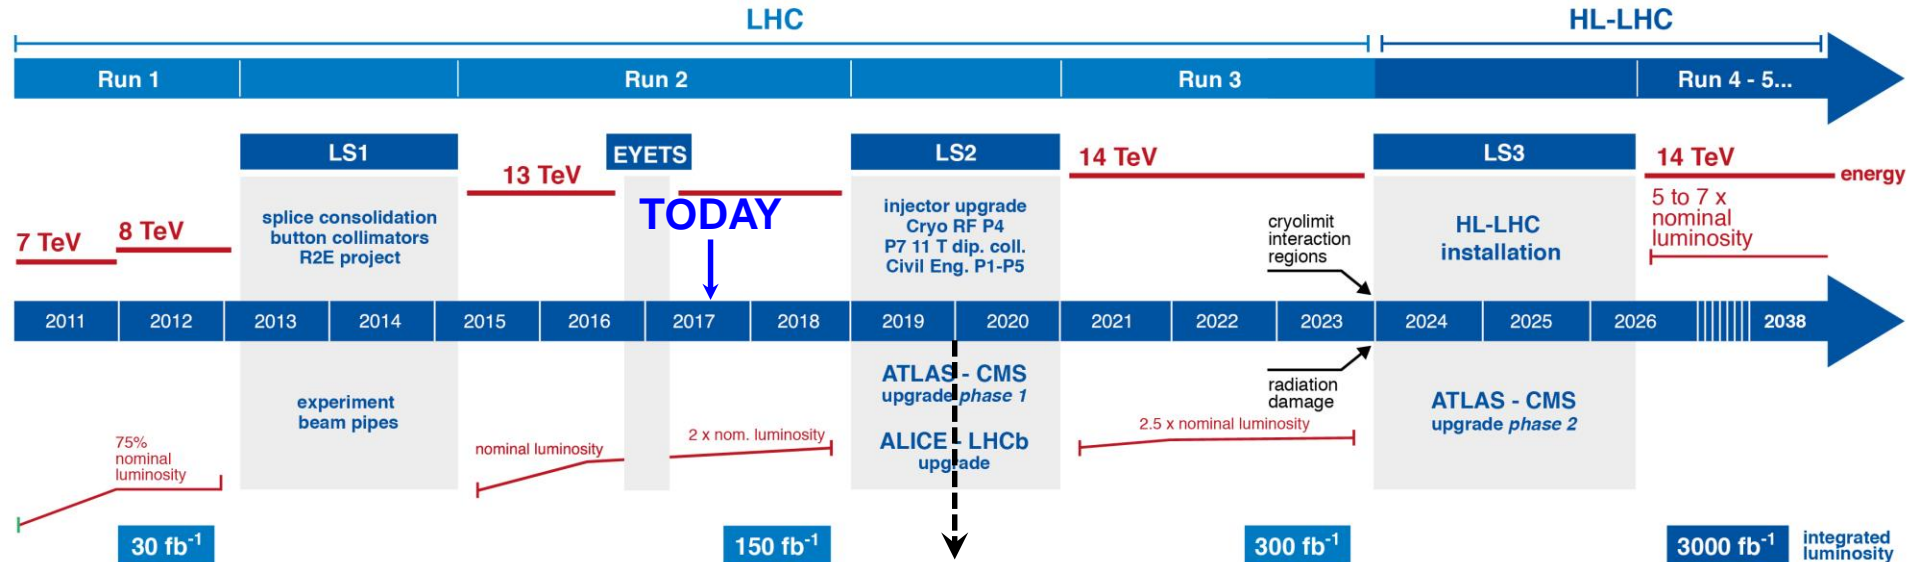 LHC
HL-LHC
Run 1
Run 2
Run 3
Run 4 - 5...
LS1
EYETS
LS2
LS3
7 TeV
8 TeV
13 TeV
14 TeV
14 TeV
energy
splice consolidation
button collimators
R2E project
TODAY
injector upgrade
Cryo RF P4
P7 11 T dip. coll.
Civil Eng. P1-P5
cryolimit
interaction
regions
HL-LHC
installation
5 to 7 x
nominal
luminosity
2011
2012
2013
2014
2015
2016
2017
2018
2019
2020
2021
2022
2023
2024
2025
2026
2038
75%
nominal
luminosity
experiment
beam pipes
nominal luminosity
2 x nom. luminosity
ATLAS - CMS
upgrade phase 1
ALICE - LHCb
upgrade
radiation
damage
2.5 x nominal luminosity
ATLAS - CMS
upgrade phase 2
30 fb⁻¹
150 fb⁻¹
300 fb⁻¹
3000 fb⁻¹
integrated
luminosity